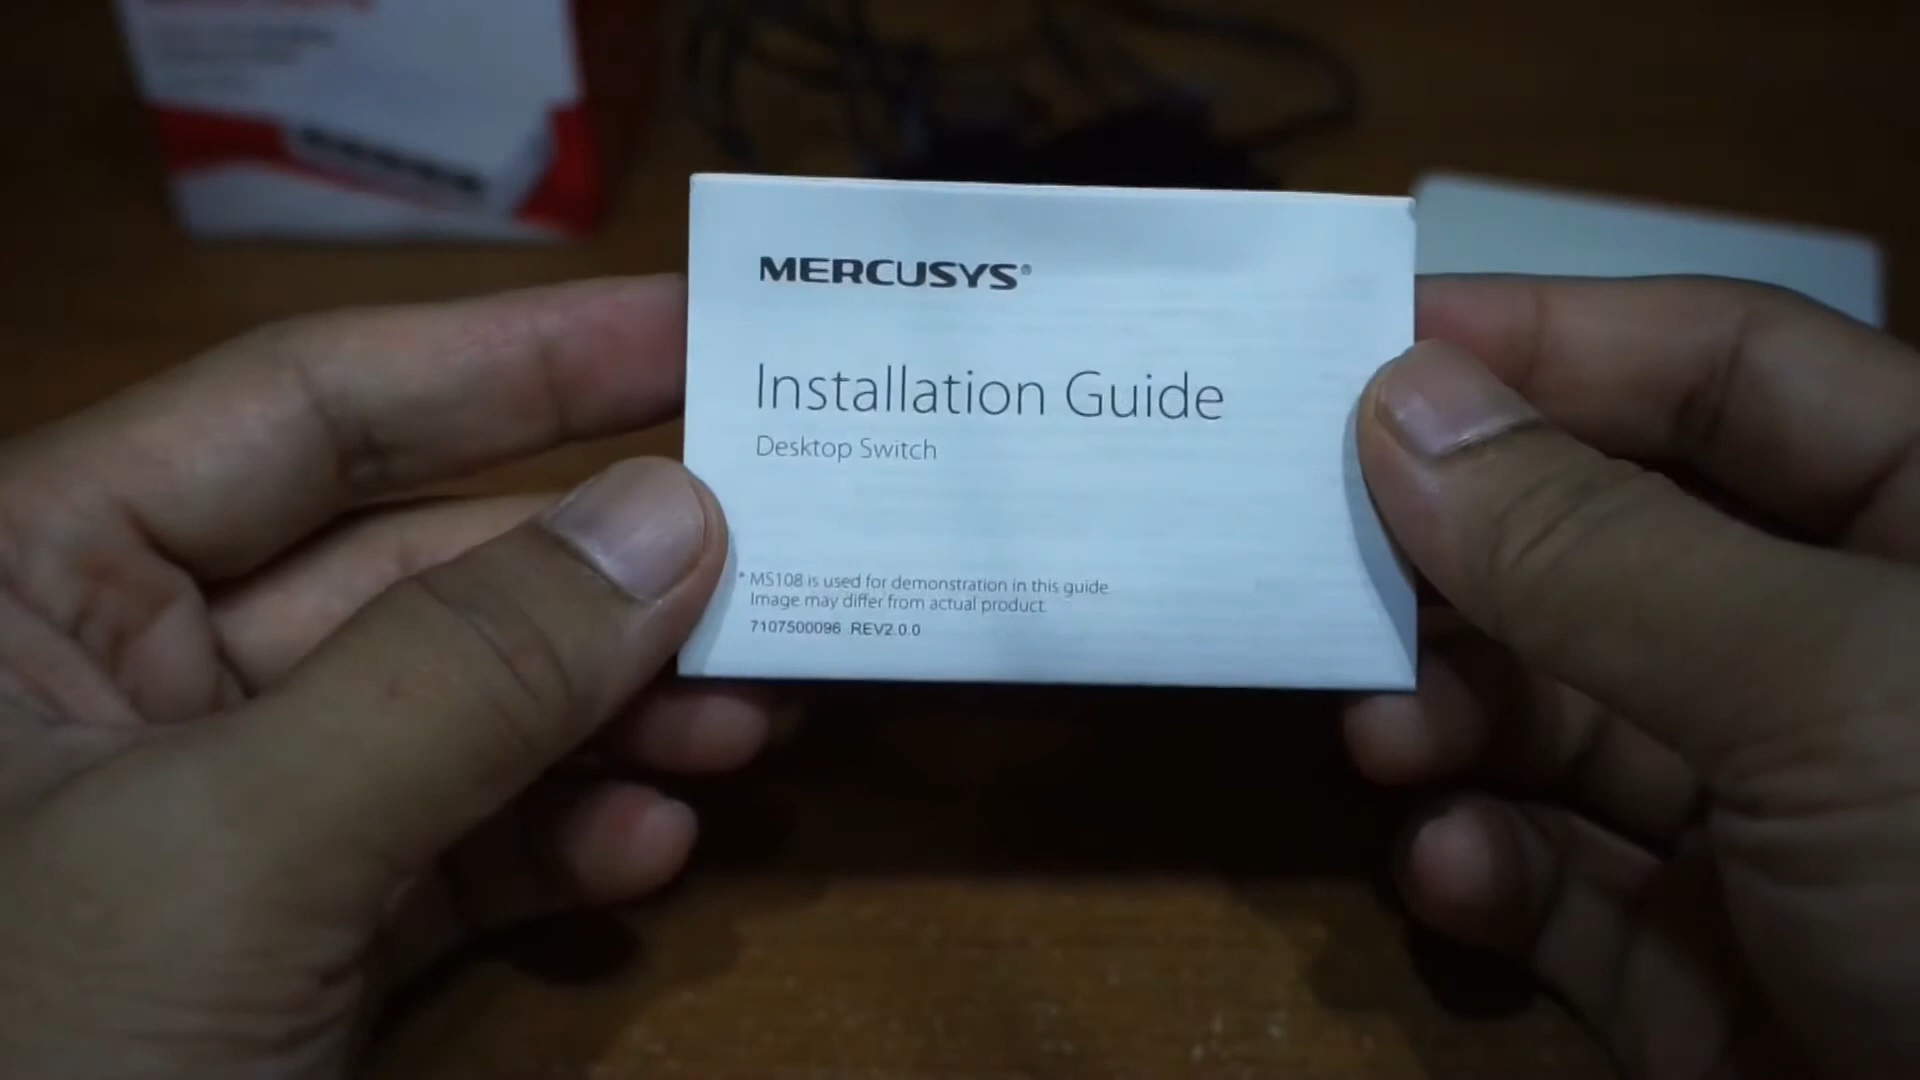 MERCUSYS®
Installation Guide
Desktop Switch
* MS108 is used for demonstration in this guide
Image may differ from actual product.
7107500096 REV2.0.0